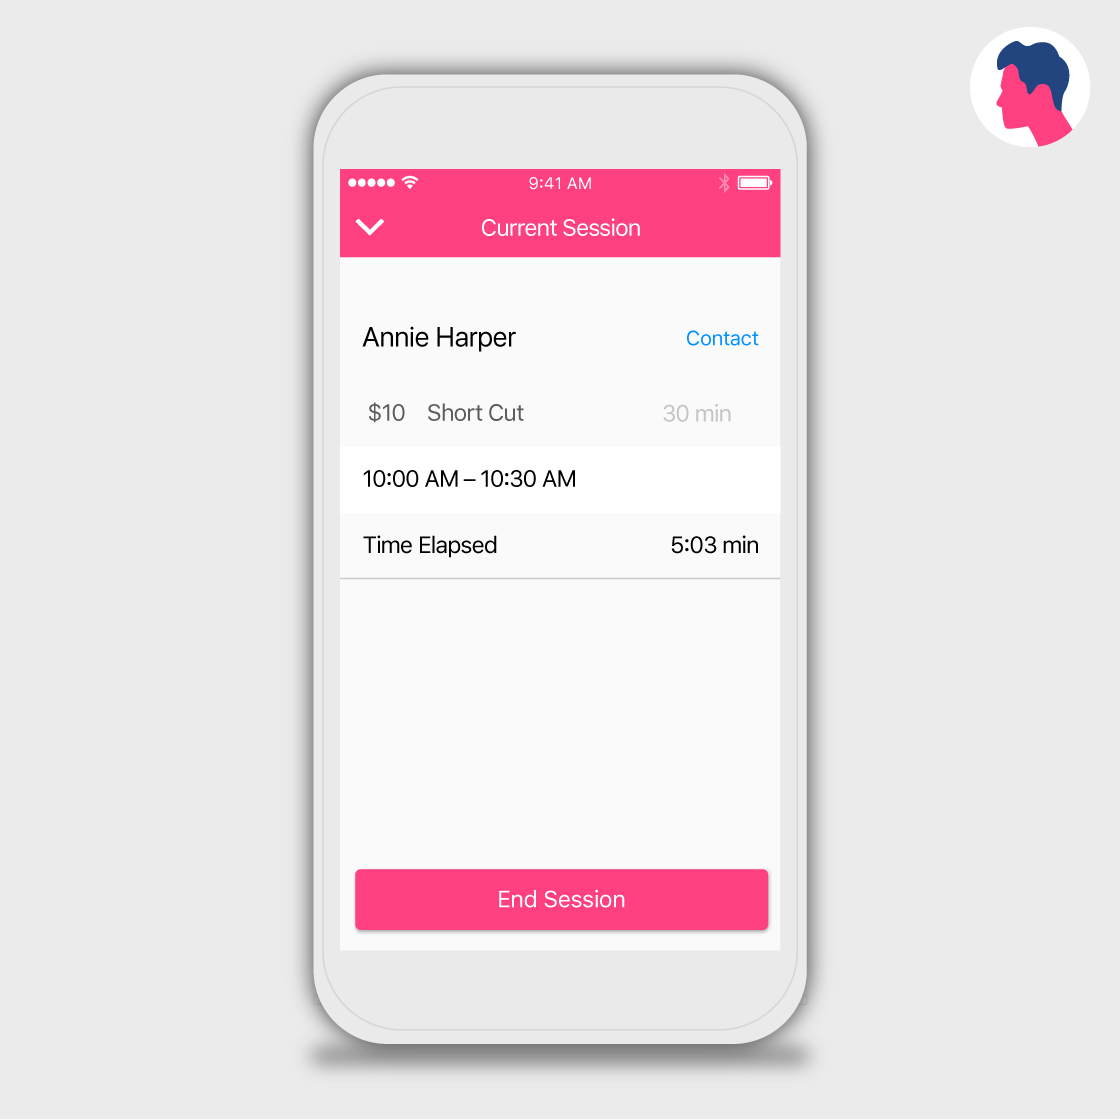 9:41 AM
Current Session
Annie Harper Contact
$10 Short Cut 30 min
10:00 AM – 10:30 AM
Time Elapsed 5:03 min
End Session